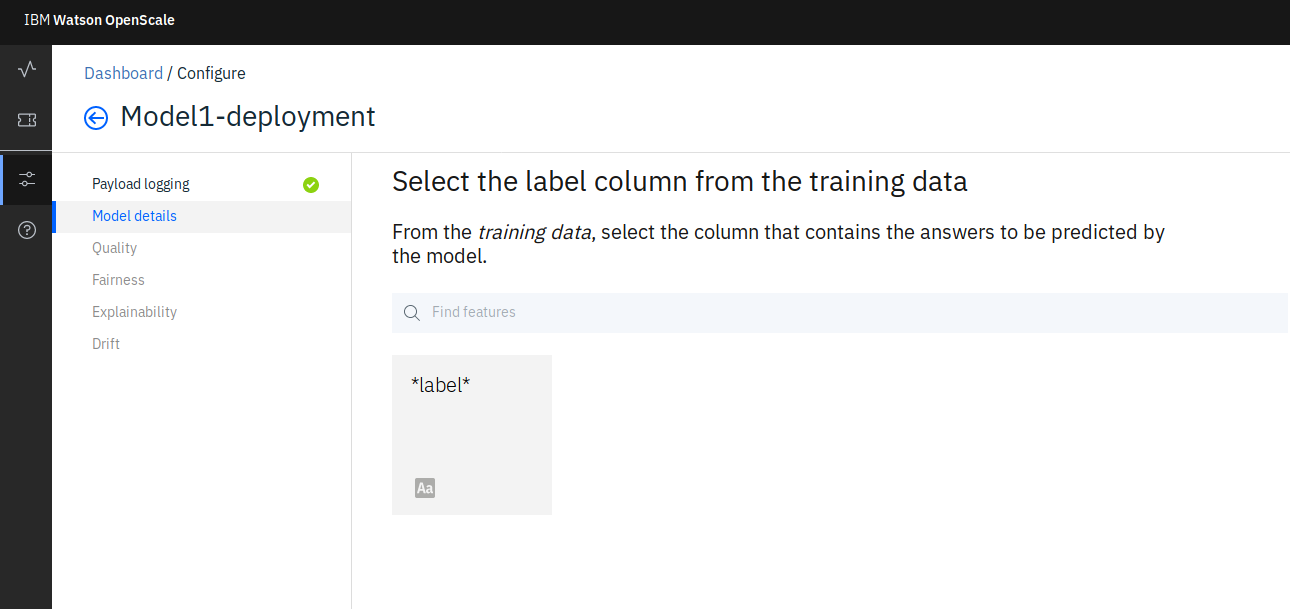 IBM Watson OpenScale
Dashboard / Configure
Model1-deployment
Payload logging
Model details
Quality
Fairness
Explainability
Drift
Select the label column from the training data
From the training data, select the column that contains the answers to be predicted by
the model.
Find features
*label*
Aa